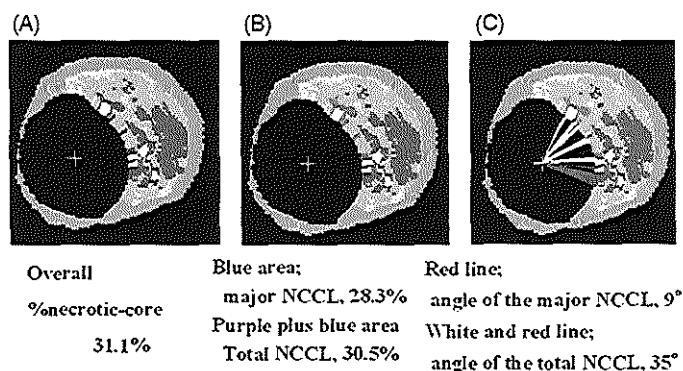 (A)
(B)
(C)
Overall
%necrotic-core
31.1%
Blue area;
major NCCL, 28.3%
Purple plus blue area
Total NCCL, 30.5%
Red line;
angle of the major NCCL, 9°
White and red line;
angle of the total NCCL, 35°